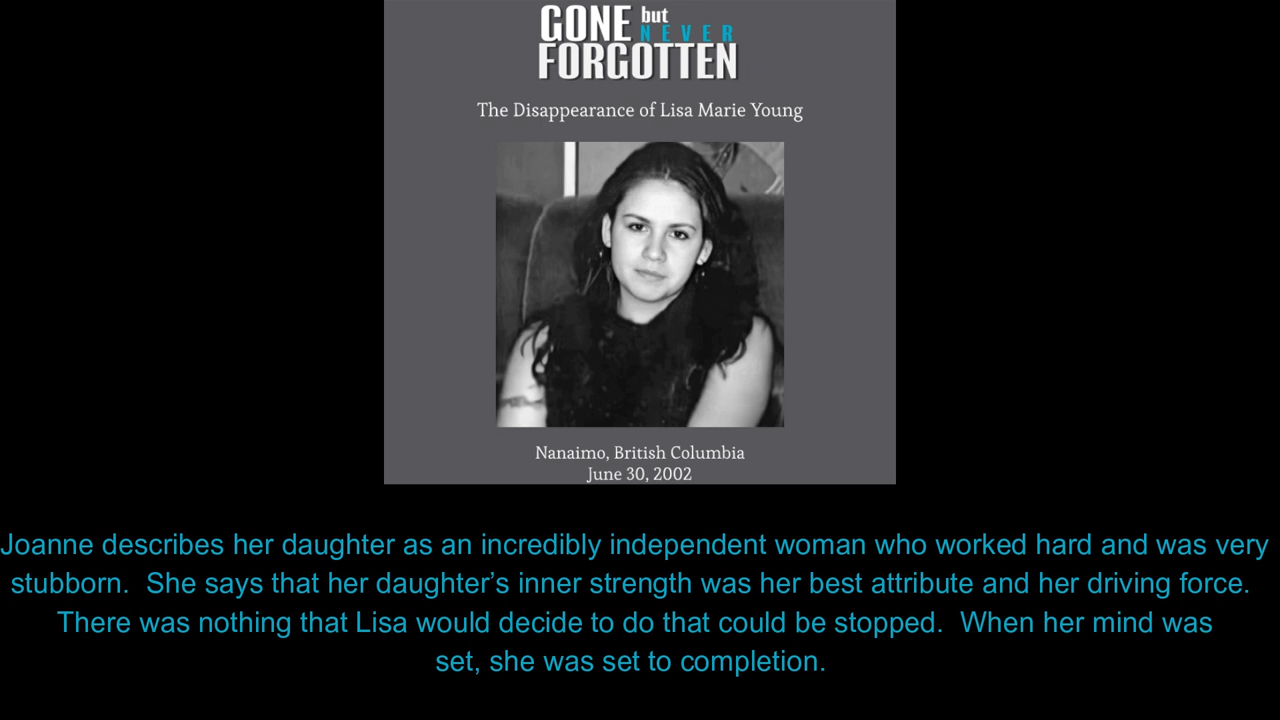 GONE but
NEVER
FORGOTTEN
The Disappearance of Lisa Marie Young
Nanaimo, British Columbia
June 30, 2002
Joanne describes her daughter as an incredibly independent woman who worked hard and was very
stubborn.  She says that her daughter’s inner strength was her best attribute and her driving force.
There was nothing that Lisa would decide to do that could be stopped.  When her mind was
set, she was set to completion.